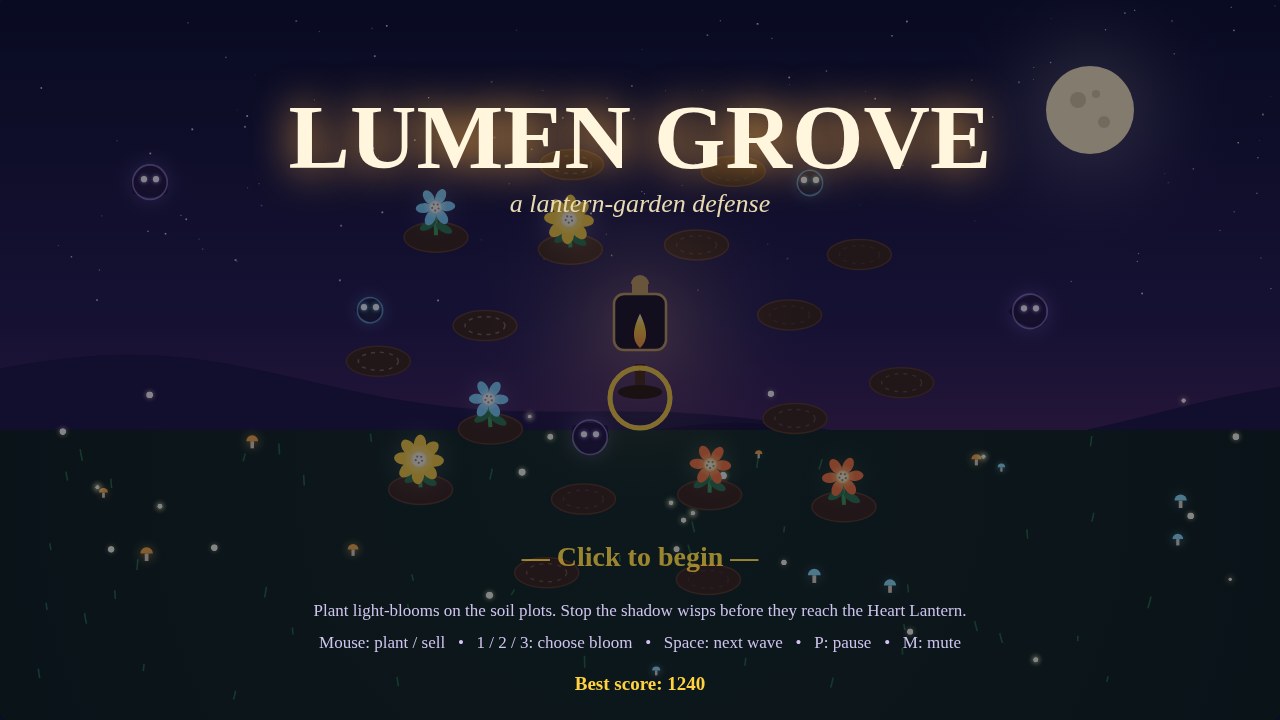 LUMEN GROVE
a lantern-garden defense
— Click to begin —
Plant light-blooms on the soil plots. Stop the shadow wisps before they reach the Heart Lantern.
Mouse: plant / sell • 1 / 2 / 3: choose bloom • Space: next wave • P: pause • M: mute
Best score: 1240